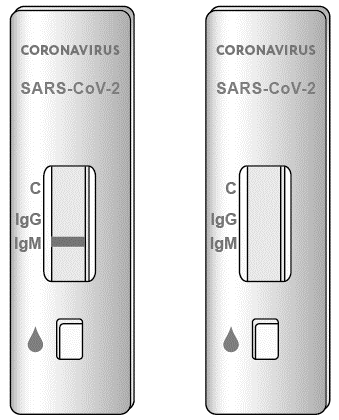 CORONAVIRUS
SARS-CoV-2
C
IgG
IgM
CORONAVIRUS
SARS-CoV-2
C
IgG
IgM